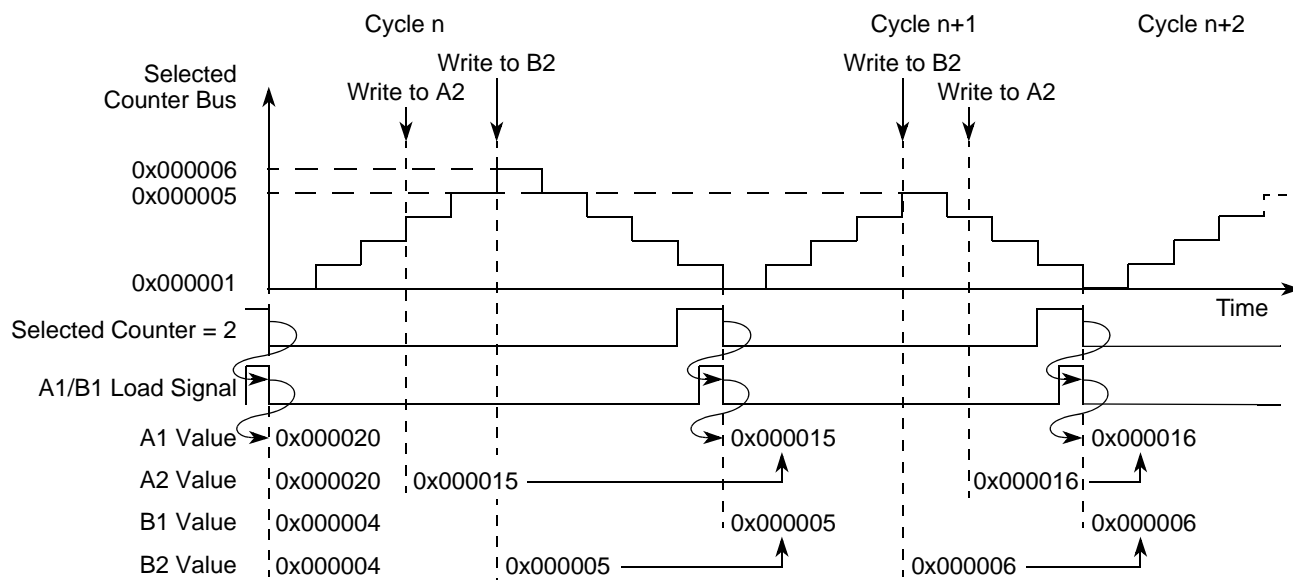 Cycle n
Cycle n+1
Cycle n+2
Write to B2
Write to B2
Selected
Counter Bus
Write to A2
Write to A2
0x000006
0x000005
0x000001
Time
Selected Counter = 2
A1/B1 Load Signal
A1 Value 0x000020 0x000015 0x000016
A2 Value 0x000020 0x000015 0x000016
B1 Value 0x000004 0x000005 0x000006
B2 Value 0x000004 0x000005 0x000006